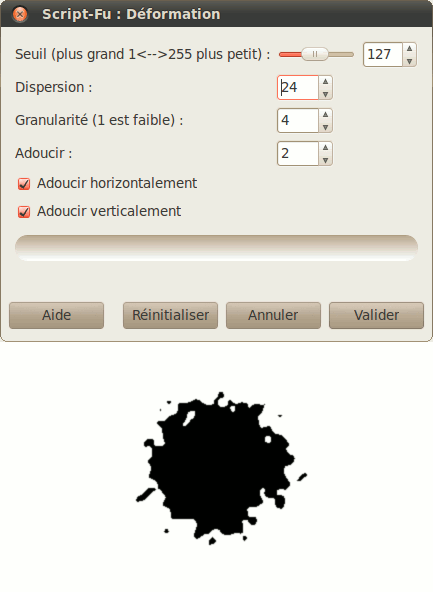 Script-Fu : Déformation
Seuil (plus grand 1<-->255 plus petit) : 127
Dispersion : 24
Granularité (1 est faible) : 4
Adoucir : 2
Adoucir horizontalement
Adoucir verticalement
Aide Réinitialiser Annuler Valider